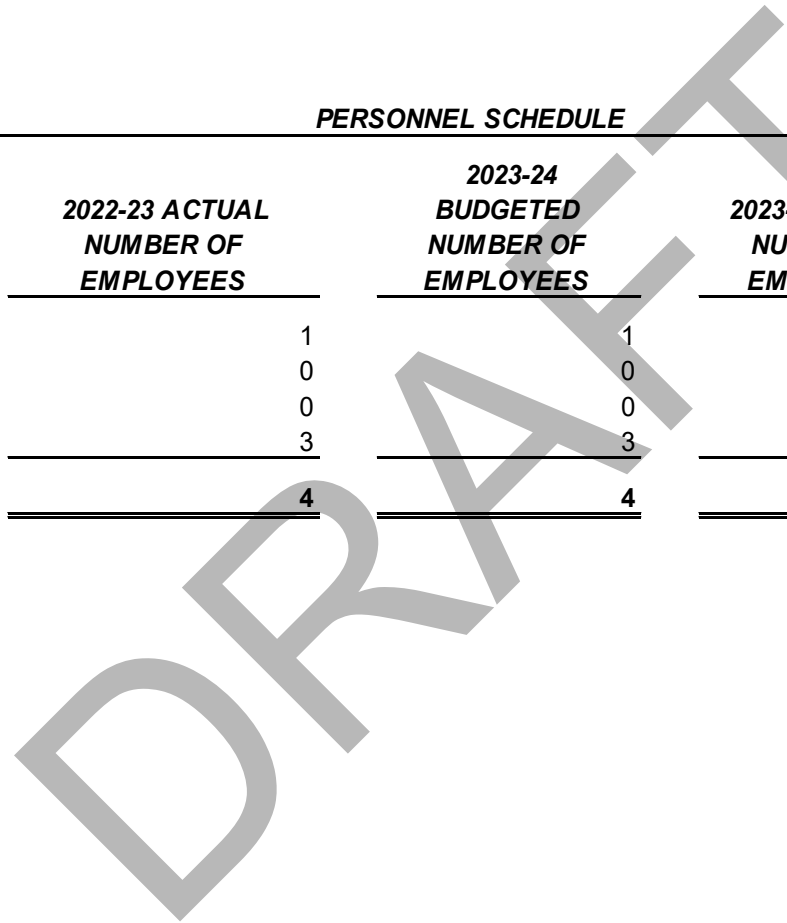 PERSONNEL SCHEDULE
2022-23 ACTUAL NUMBER OF EMPLOYEES
2023-24 BUDGETED NUMBER OF EMPLOYEES
2023-
1 1
0 0
0 0
3 3
4 4
DRAFT